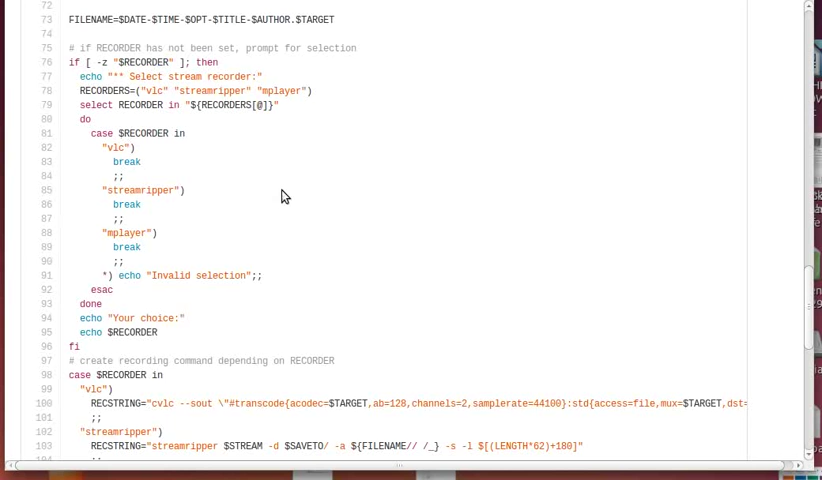 72
73 FILENAME=$DATE-$TIME-$OPT-$TITLE-$AUTHOR.$TARGET
74
75 # if RECORDER has not been set, prompt for selection
76 if [ -z "$RECORDER" ]; then
77 echo "** Select stream recorder:"
78 RECORDERS=("vlc" "streamripper" "mplayer")
79 select RECORDER in "${RECORDERS[@]}"
80 do
81 case $RECORDER in
82 "vlc")
83 break
84 ;;
85 "streamripper")
86 break
87 ;;
88 "mplayer")
89 break
90 ;;
91 *) echo "Invalid selection";;
92 esac
93 done
94 echo "Your choice:"
95 echo $RECORDER
96 fi
97 # create recording command depending on RECORDER
98 case $RECORDER in
99 "vlc")
100 RECSTRING="cvlc --sout \"#transcode{acodec=$TARGET,ab=128,channels=2,samplerate=44100}:std{access=file,mux=$TARGET,dst=
101 ;;
102 "streamripper")
103 RECSTRING="streamripper $STREAM -d $SAVETO/ -a ${FILENAME// /_} -s -l $[(LENGTH*62)+180]"
;;